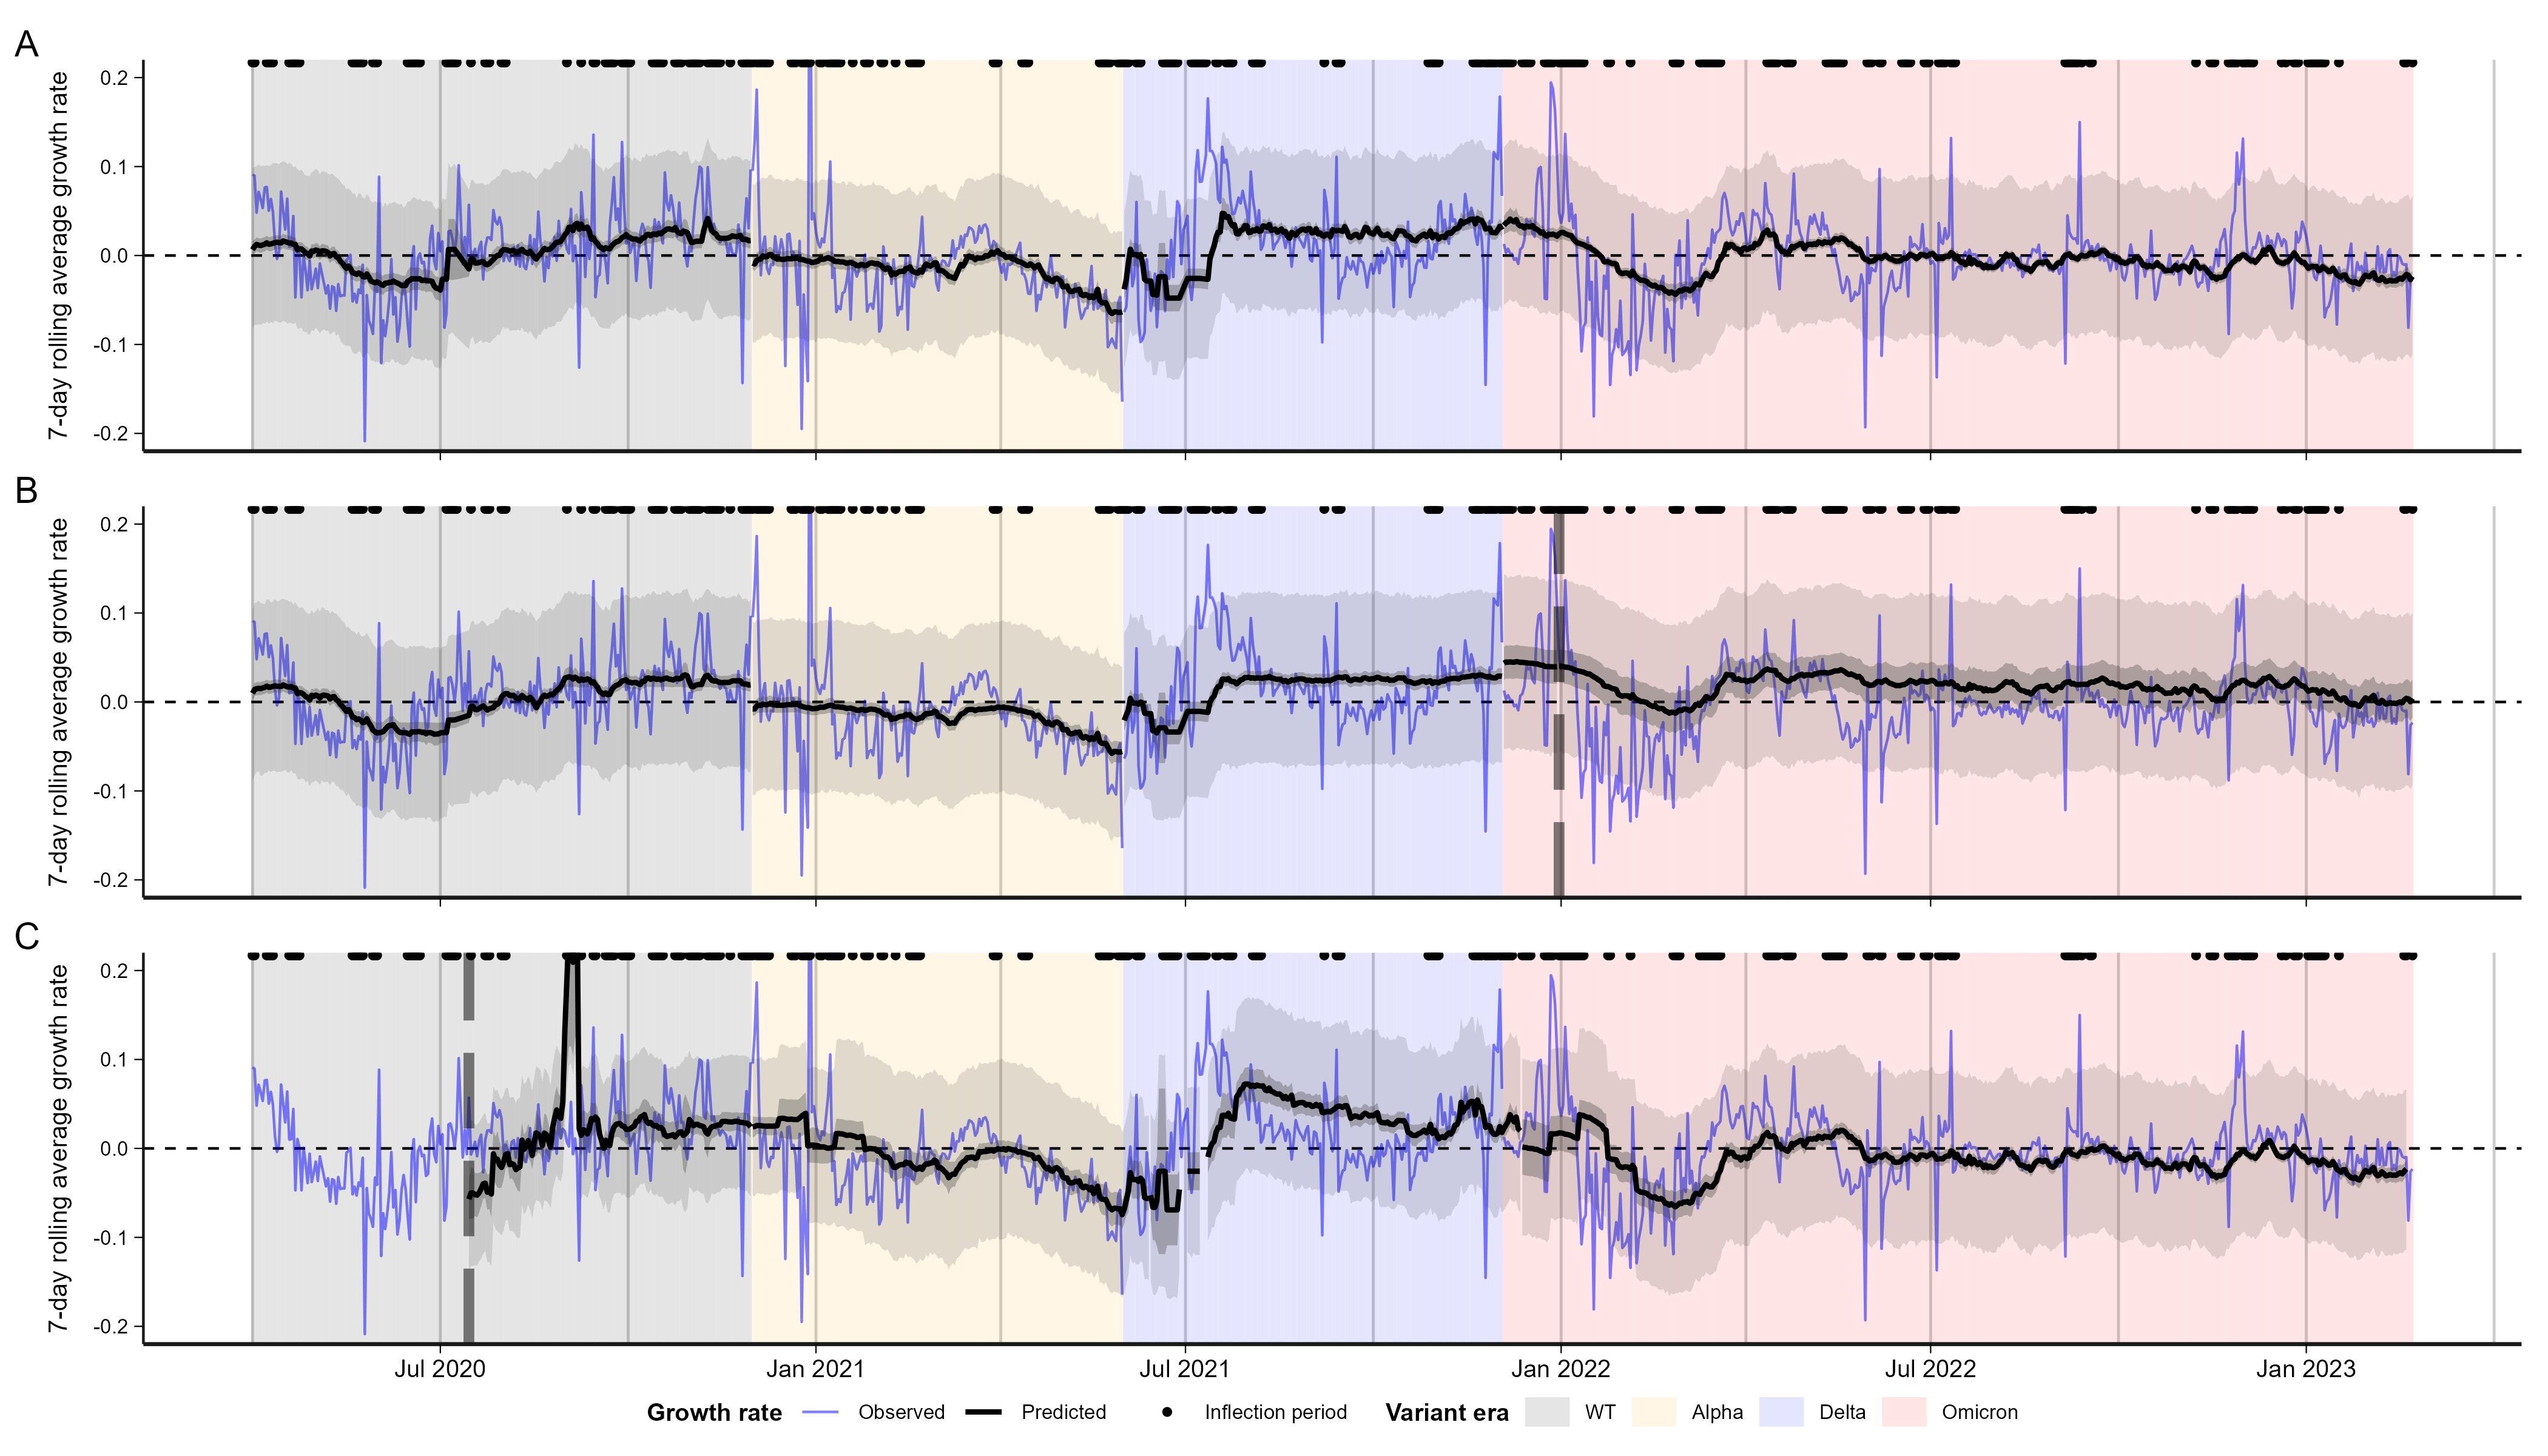 A
7-day rolling average growth rate
0.2
0.1
0.0
-0.1
-0.2
B
7-day rolling average growth rate
0.2
0.1
0.0
-0.1
-0.2
C
7-day rolling average growth rate
0.2
0.1
0.0
-0.1
-0.2
Jul 2020 Jan 2021 Jul 2021 Jan 2022 Jul 2022 Jan 2023
Growth rate Observed Predicted Inflection period Variant era WT Alpha Delta Omicron